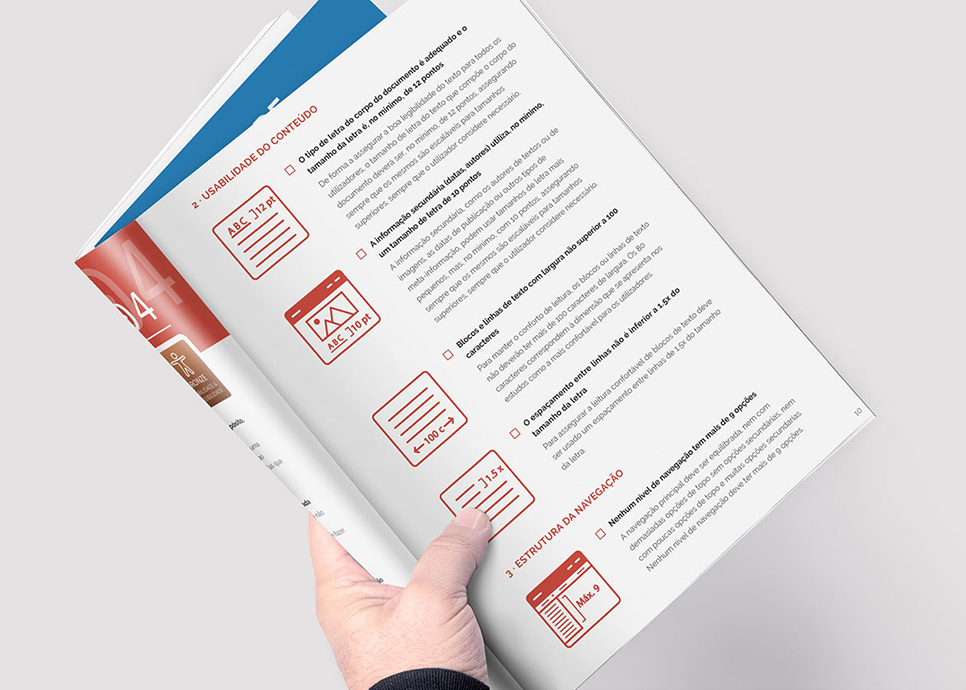 04
04
2 · USABILIDADE DO CONTEÚDO
O tipo de letra do corpo do documento é adequado e o
tamanho da letra é, no mínimo, de 12 pontos
De forma a assegurar a boa legibilidade do texto para todos os
utilizadores, o tamanho de letra do texto que compõe o corpo do
documento deverá ser, no mínimo, de 12 pontos, assegurando
sempre que os mesmos são escaláveis para tamanhos
superiores, sempre que o utilizador considere necessário.
ABC 12 pt
A informação secundária (datas, autores) utiliza, no mínimo,
um tamanho de letra de 10 pontos
A informação secundária, como os autores de textos ou de
imagens, as datas de publicação ou outros tipos de
meta-informação, podem usar tamanhos de letra mais
pequenos, mas, no mínimo, com 10 pontos, assegurando
sempre que os mesmos são escaláveis para tamanhos
superiores, sempre que o utilizador considere necessário.
ABC 10 pt
Blocos e linhas de texto com largura não superior a 100
caracteres
Para manter o conforto de leitura, os blocos ou linhas de texto
não deverão ter mais de 100 caracteres de largura. Os 80
caracteres correspondem à dimensão que se apresenta nos
estudos como a mais confortável para os utilizadores.
100 c
O espaçamento entre linhas não é inferior a 1.5x do
tamanho da letra
Para assegurar a leitura confortável de blocos de texto deve
ser usado um espaçamento entre linhas de 1.5x do tamanho
da letra.
1.5 x
3 · ESTRUTURA DA NAVEGAÇÃO
Nenhum nível de navegação tem mais de 9 opções
A navegação principal deve ser equilibrada, nem com
demasiadas opções de topo sem opções secundárias, nem
com poucas opções de topo e muitas opções secundárias.
Nenhum nível de navegação deve ter mais de 9 opções.
Máx. 9
10